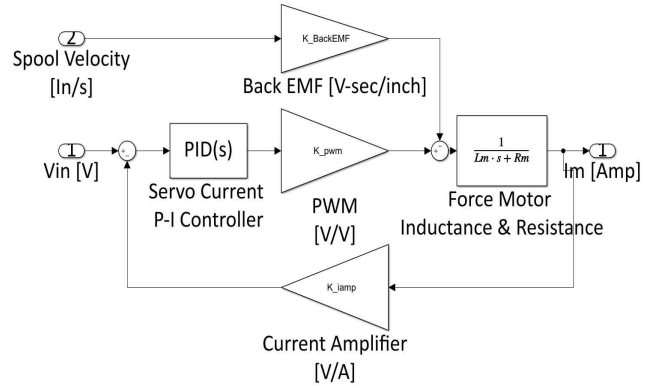 2
Spool Velocity
[In/s]
K_BackEMF
Back EMF [V-sec/inch]
1
Vin [V]
+
-
PID(s)
Servo Current
P-I Controller
K_pwm
PWM
[V/V]
+
-
1
Lm · s + Rm
Force Motor
Inductance & Resistance
1
Im [Amp]
K_iamp
Current Amplifier
[V/A]